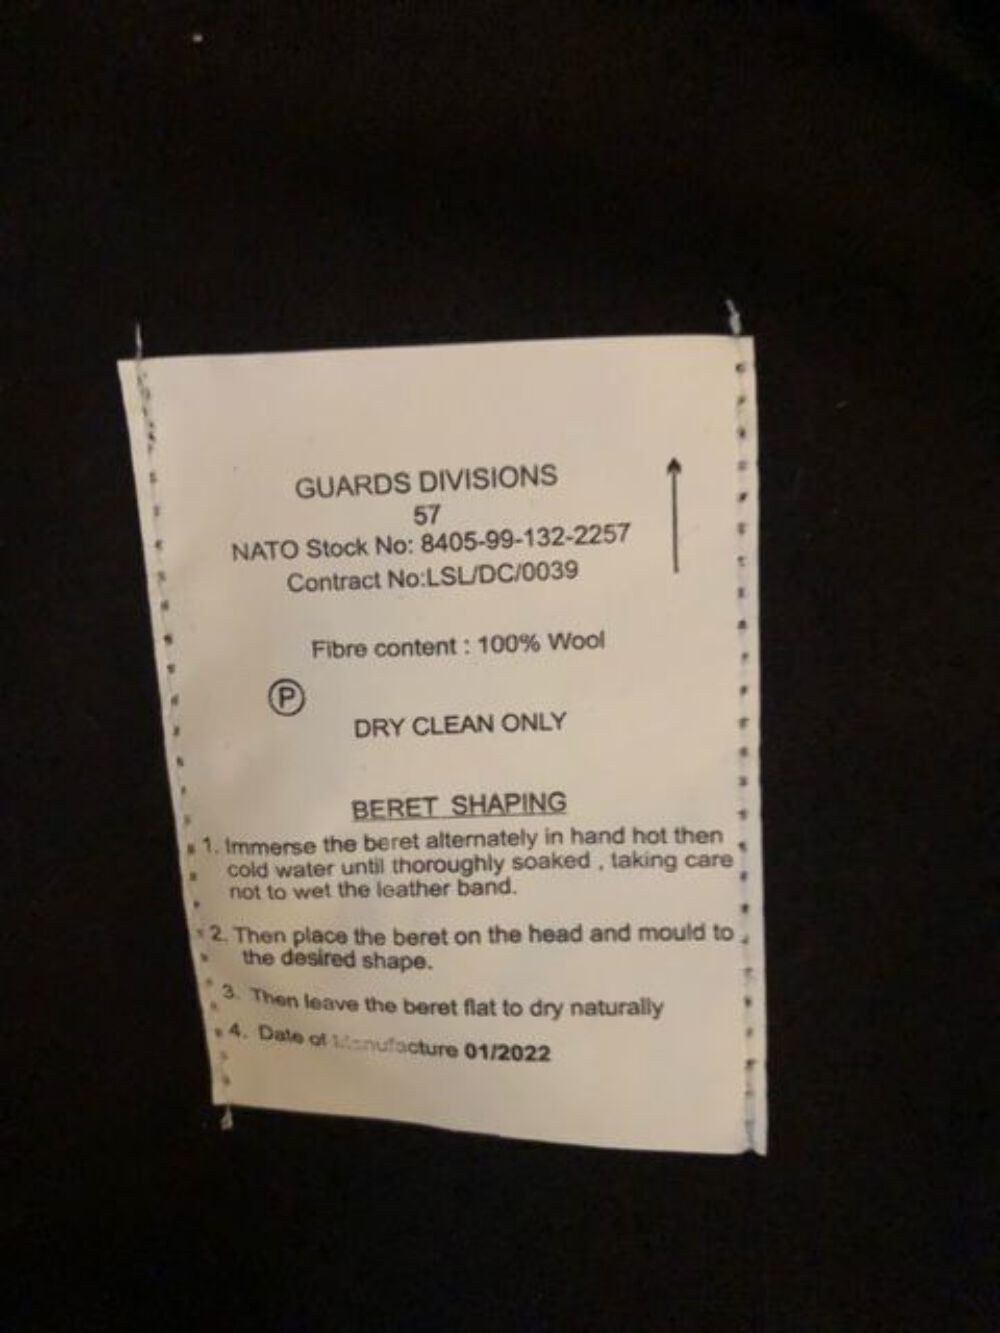 GUARDS DIVISIONS
57
NATO Stock No: 8405-99-132-2257
Contract No:LSL/DC/0039
Fibre content : 100% Wool
P
DRY CLEAN ONLY
BERET SHAPING
1. Immerse the beret alternately in hand hot then
cold water until thoroughly soaked , taking care
not to wet the leather band.
2. Then place the beret on the head and mould to
the desired shape.
3. Then leave the beret flat to dry naturally
4. Date of Manufacture 01/2022